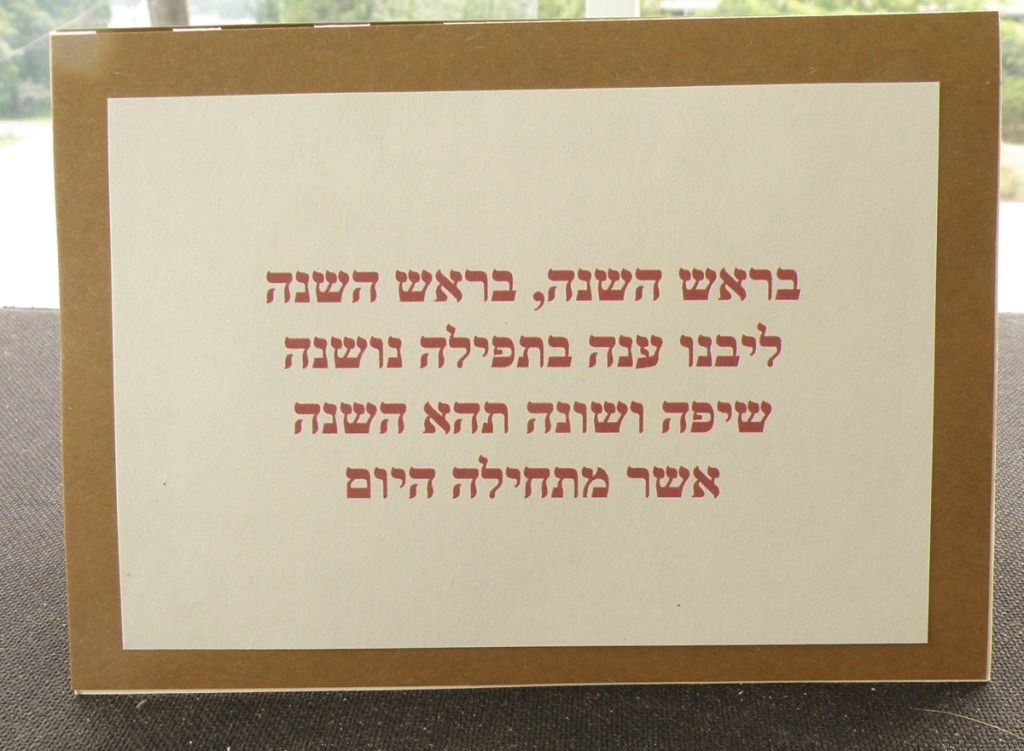 בראש השנה, בראש השנה
ליבנו ענה בתפילה נושנה
שיפה ושונה תהא השנה
אשר מתחילה היום